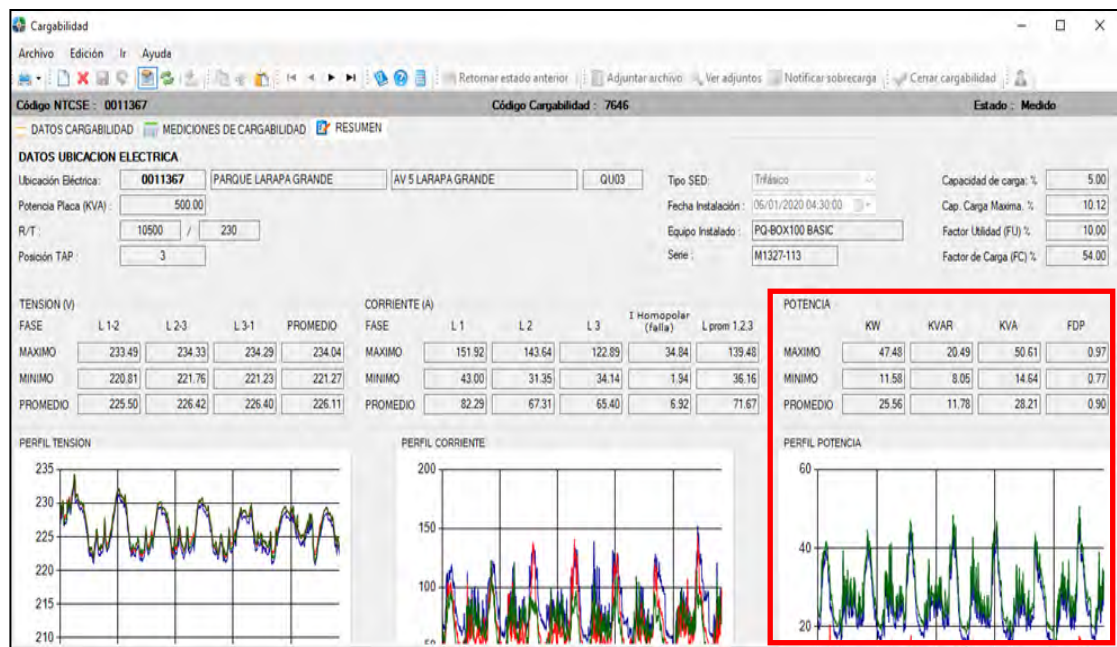 Cargabilidad
Archivo Edición Ir Ayuda
Retornar estado anterior Adjuntar archivo Ver adjuntos Notificar sobrecarga Cerrar cargabilidad
Código NTCSE : 0011367 Código Cargabilidad : 7646 Estado : Medido
DATOS CARGABILIDAD MEDICIONES DE CARGABILIDAD RESUMEN
DATOS UBICACION ELECTRICA
Ubicación Eléctrica: 0011367 PARQUE LARAPA GRANDE AV 5 LARAPA GRANDE QU03 Tipo SED: Trifásico Capacidad de carga: % 5.00
Potencia Placa (KVA) : 500.00 Fecha Instalación : 06/01/2020 04:30:00 Cap. Carga Maxima. % 10.12
R/T : 10500 / 230 Equipo Instalado : PQ-BOX100 BASIC Factor Utilidad (FU) % 10.00
Posición TAP : 3 Serie : M1327-113 Factor de Carga (FC) % 54.00
TENSION (V) CORRIENTE (A) POTENCIA
FASE L 1-2 L 2-3 L 3-1 PROMEDIO FASE L 1 L 2 L 3 I Homopolar (falla) L prom 1.2.3 KW KVAR KVA FDP
MAXIMO 233.49 234.33 234.29 234.04 MAXIMO 151.92 143.64 122.89 34.84 139.48 MAXIMO 47.48 20.49 50.61 0.97
MINIMO 220.81 221.76 221.23 221.27 MINIMO 43.00 31.35 34.14 1.94 36.16 MINIMO 11.58 8.05 14.64 0.77
PROMEDIO 225.50 226.42 226.40 226.11 PROMEDIO 82.29 67.31 65.40 6.92 71.67 PROMEDIO 25.56 11.78 28.21 0.90
PERFIL TENSION PERFIL CORRIENTE PERFIL POTENCIA
235 200 60
230
225 150 40
220
215 100 20
210